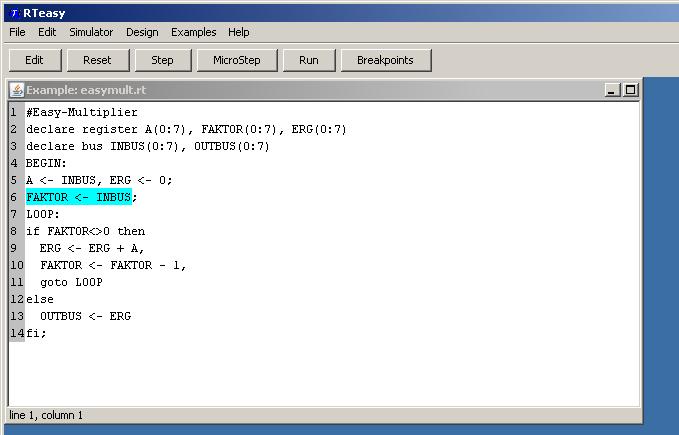 RTeasy
File Edit Simulator Design Examples Help
Edit Reset Step MicroStep Run Breakpoints
Example: easymult.rt
1 #Easy-Multiplier
2 declare register A(0:7), FAKTOR(0:7), ERG(0:7)
3 declare bus INBUS(0:7), OUTBUS(0:7)
4 BEGIN:
5 A <- INBUS, ERG <- 0;
6 FAKTOR <- INBUS;
7 LOOP:
8 if FAKTOR<>0 then
9 ERG <- ERG + A,
10 FAKTOR <- FAKTOR - 1,
11 goto LOOP
12 else
13 OUTBUS <- ERG
14 fi;
line 1, column 1